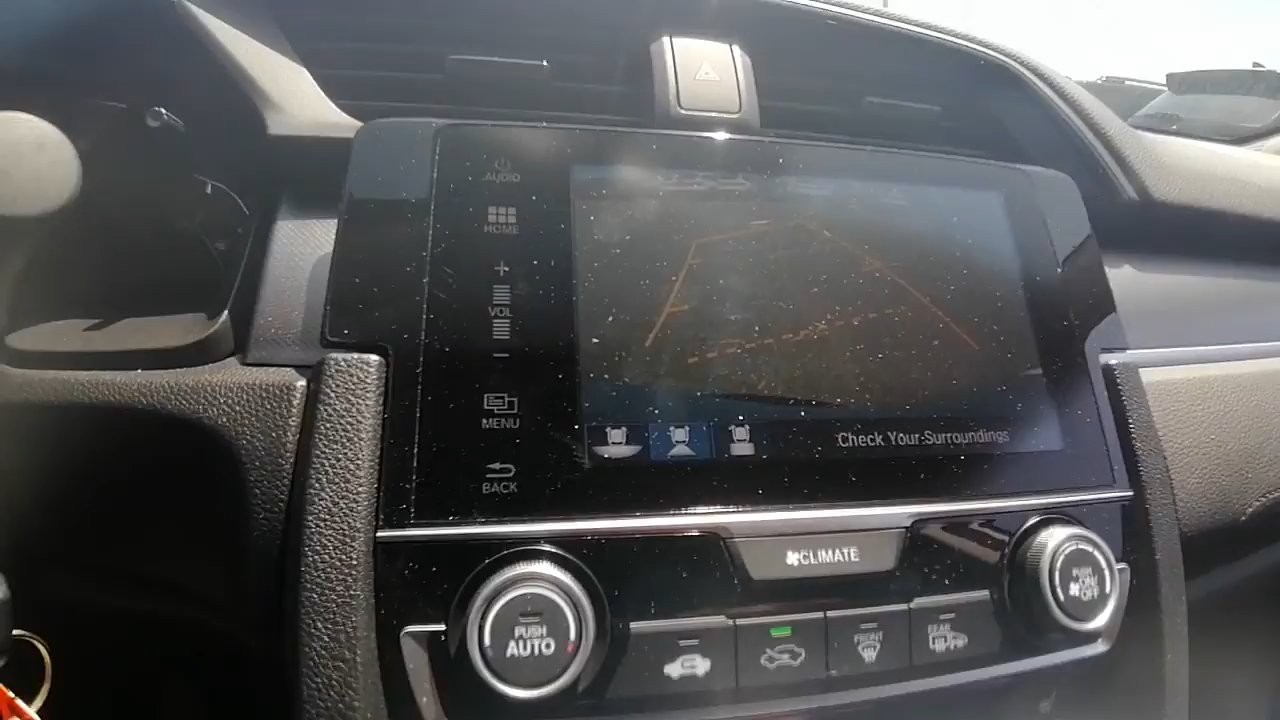 AUDIO
HOME
+
VOL
-
MENU
BACK
Check Your Surroundings
CLIMATE
PUSH
AUTO
FRONT
REAR
PUSH
ON/
OFF